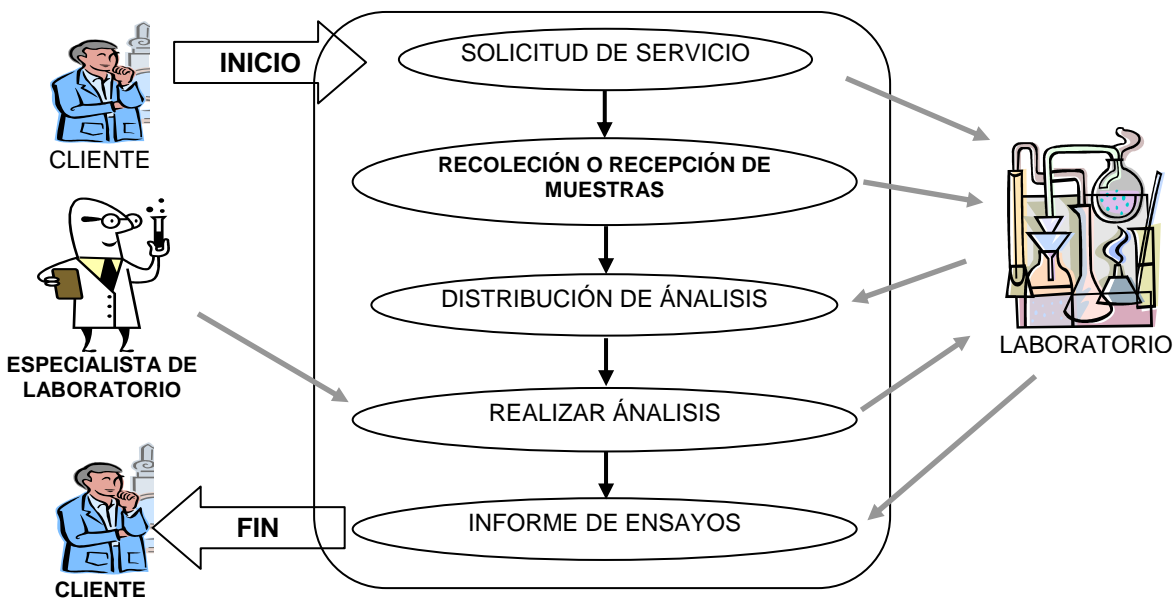 INICIO
SOLICITUD DE SERVICIO
CLIENTE
RECOLECIÓN O RECEPCIÓN DE
MUESTRAS
DISTRIBUCIÓN DE ÁNALISIS
LABORATORIO
ESPECIALISTA DE
LABORATORIO
REALIZAR ÁNALISIS
INFORME DE ENSAYOS
FIN
CLIENTE